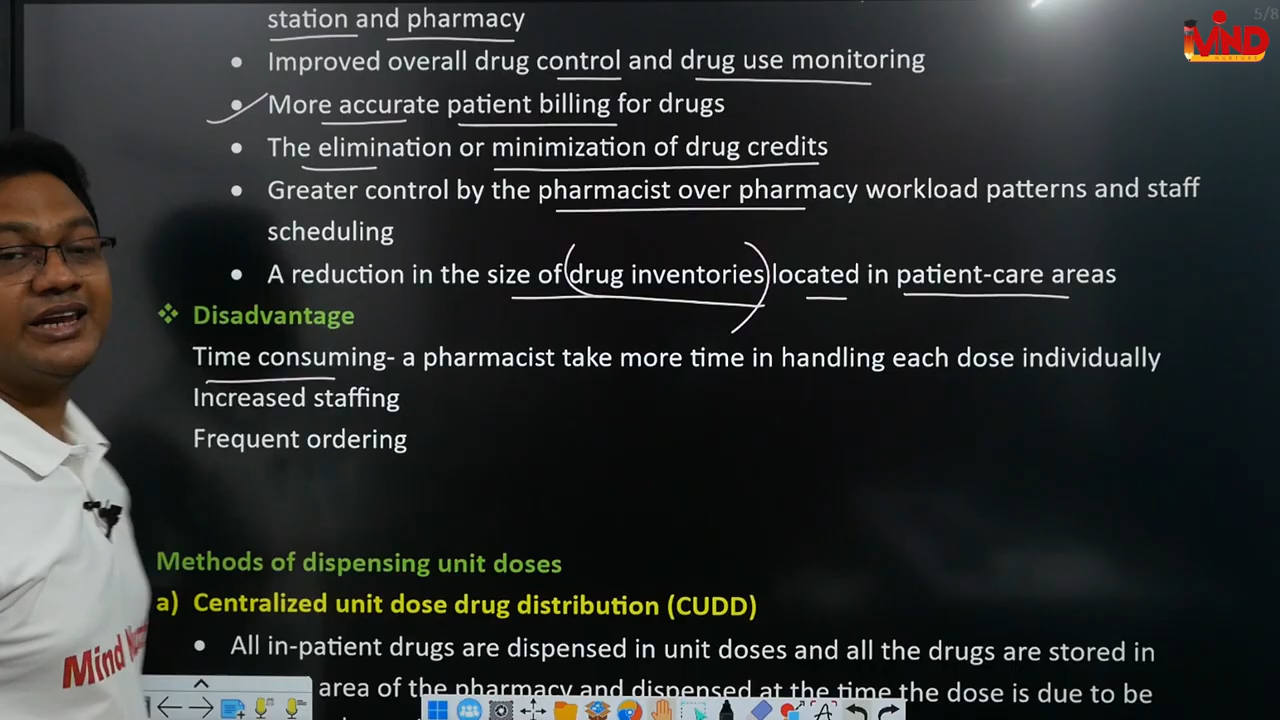 5/8
MIND
NURTURE
station and pharmacy
• Improved overall drug control and drug use monitoring
• More accurate patient billing for drugs
• The elimination or minimization of drug credits
• Greater control by the pharmacist over pharmacy workload patterns and staff
scheduling
• A reduction in the size of drug inventories located in patient-care areas
❖ Disadvantage
Time consuming- a pharmacist take more time in handling each dose individually
Increased staffing
Frequent ordering
Methods of dispensing unit doses
a) Centralized unit dose drug distribution (CUDD)
• All in-patient drugs are dispensed in unit doses and all the drugs are stored in
area of the pharmacy and dispensed at the time the dose is due to be
Mind